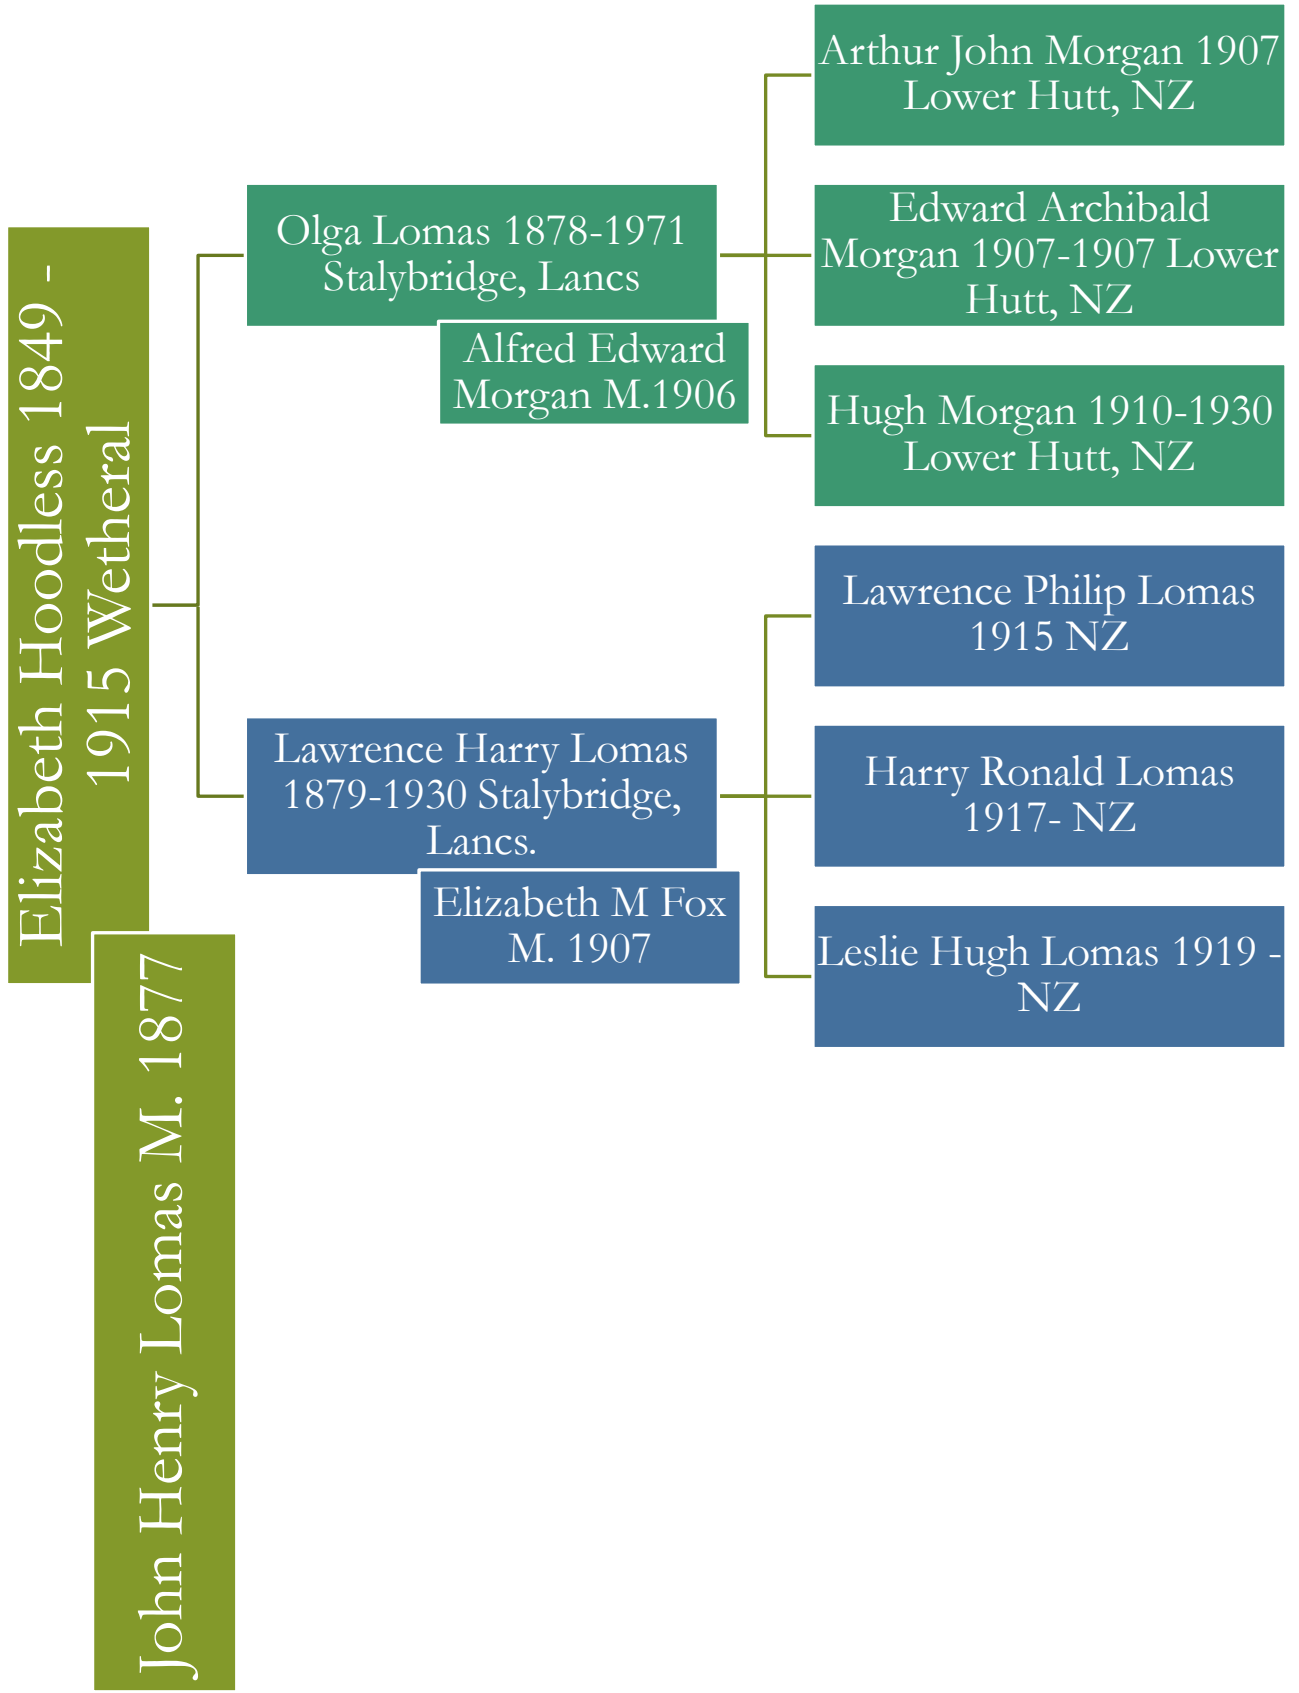 Elizabeth Hoodless 1849 -
1915 Wetheral
John Henry Lomas M. 1877
Olga Lomas 1878-1971
Stalybridge, Lancs
Alfred Edward
Morgan M.1906
Arthur John Morgan 1907
Lower Hutt, NZ
Edward Archibald
Morgan 1907-1907 Lower
Hutt, NZ
Hugh Morgan 1910-1930
Lower Hutt, NZ
Lawrence Harry Lomas
1879-1930 Stalybridge,
Lancs.
Elizabeth M Fox
M. 1907
Lawrence Philip Lomas
1915 NZ
Harry Ronald Lomas
1917- NZ
Leslie Hugh Lomas 1919 -
NZ